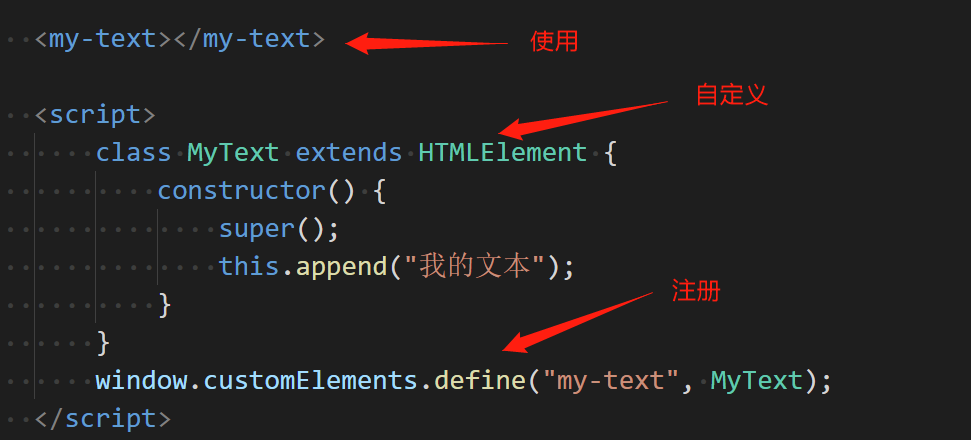 <my-text></my-text> 使用
自定义
<script>
class MyText extends HTMLElement {
constructor() {
super();
this.append("我的文本");
注册
}
}
window.customElements.define("my-text", MyText);
</script>